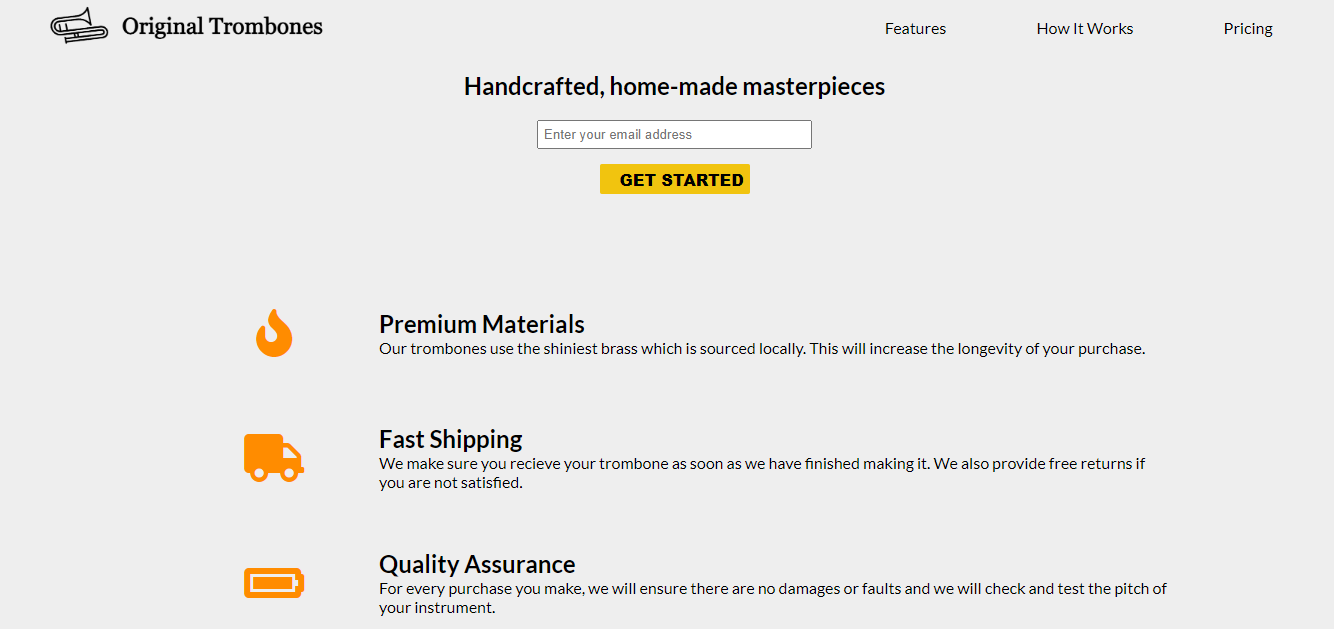 Original Trombones
Features
How It Works
Pricing
Handcrafted, home-made masterpieces
Enter your email address
GET STARTED
Premium Materials
Our trombones use the shiniest brass which is sourced locally. This will increase the longevity of your purchase.
Fast Shipping
We make sure you recieve your trombone as soon as we have finished making it. We also provide free returns if
you are not satisfied.
Quality Assurance
For every purchase you make, we will ensure there are no damages or faults and we will check and test the pitch of
your instrument.